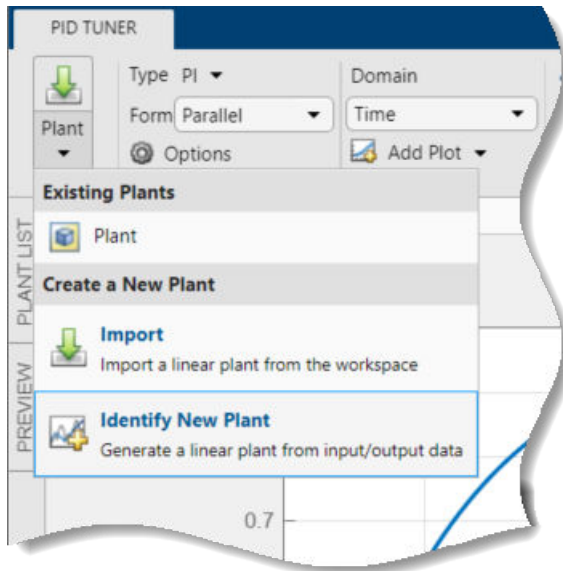 PID TUNER
Plant
Type PI
Form Parallel
Options
Domain
Time
Add Plot
Existing Plants
Plant
Create a New Plant
Import
Import a linear plant from the workspace
Identify New Plant
Generate a linear plant from input/output data
PLANT LIST
PREVIEW
0.7